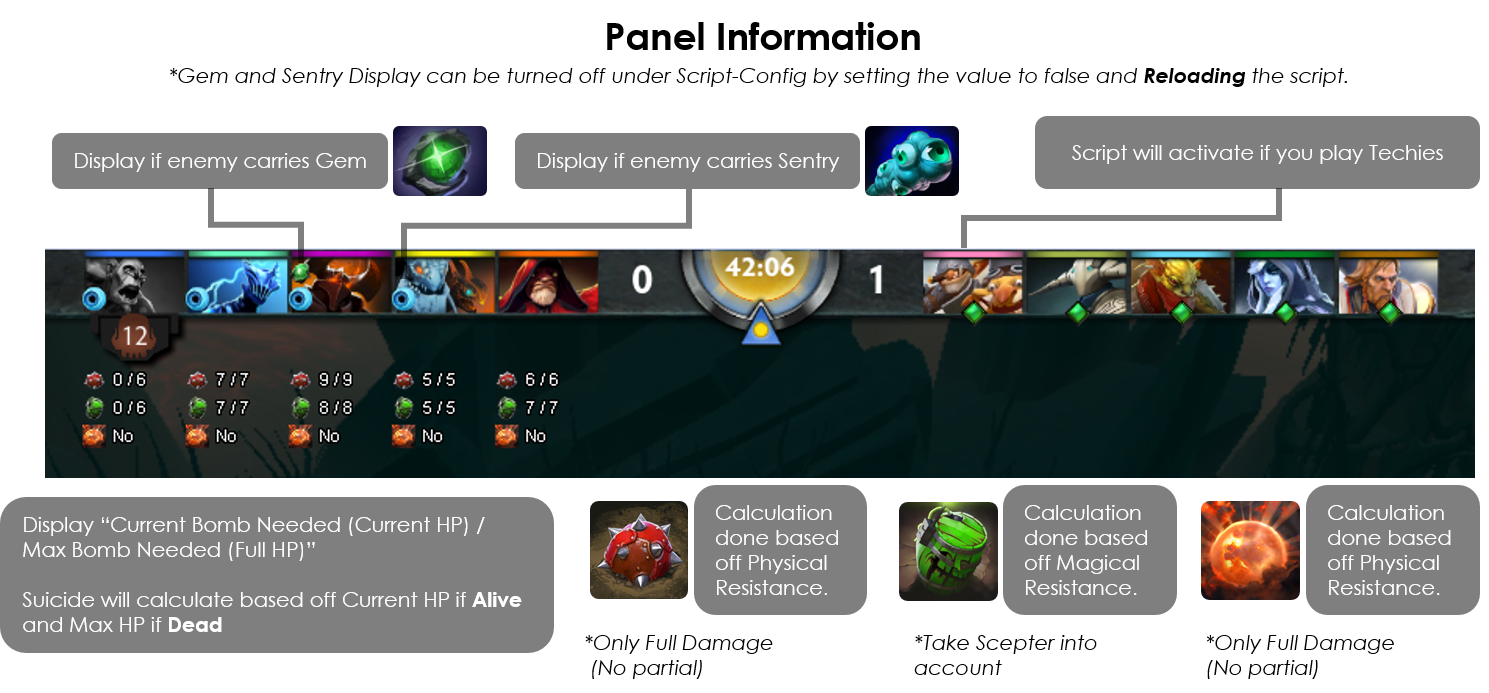 Panel Information
*Gem and Sentry Display can be turned off under Script-Config by setting the value to false and Reloading the script.
Display if enemy carries Gem
Display if enemy carries Sentry
Script will activate if you play Techies
0
42:06
1
12
0/6 7/7 9/9 5/5 6/6
0/6 7/7 8/8 5/5 7/7
No No No No No
Display “Current Bomb Needed (Current HP) /
Max Bomb Needed (Full HP)”
Suicide will calculate based off Current HP if Alive
and Max HP if Dead
Calculation
done based
off Physical
Resistance.
*Only Full Damage
(No partial)
Calculation
done based
off Magical
Resistance.
*Take Scepter into
account
Calculation
done based
off Physical
Resistance.
*Only Full Damage
(No partial)